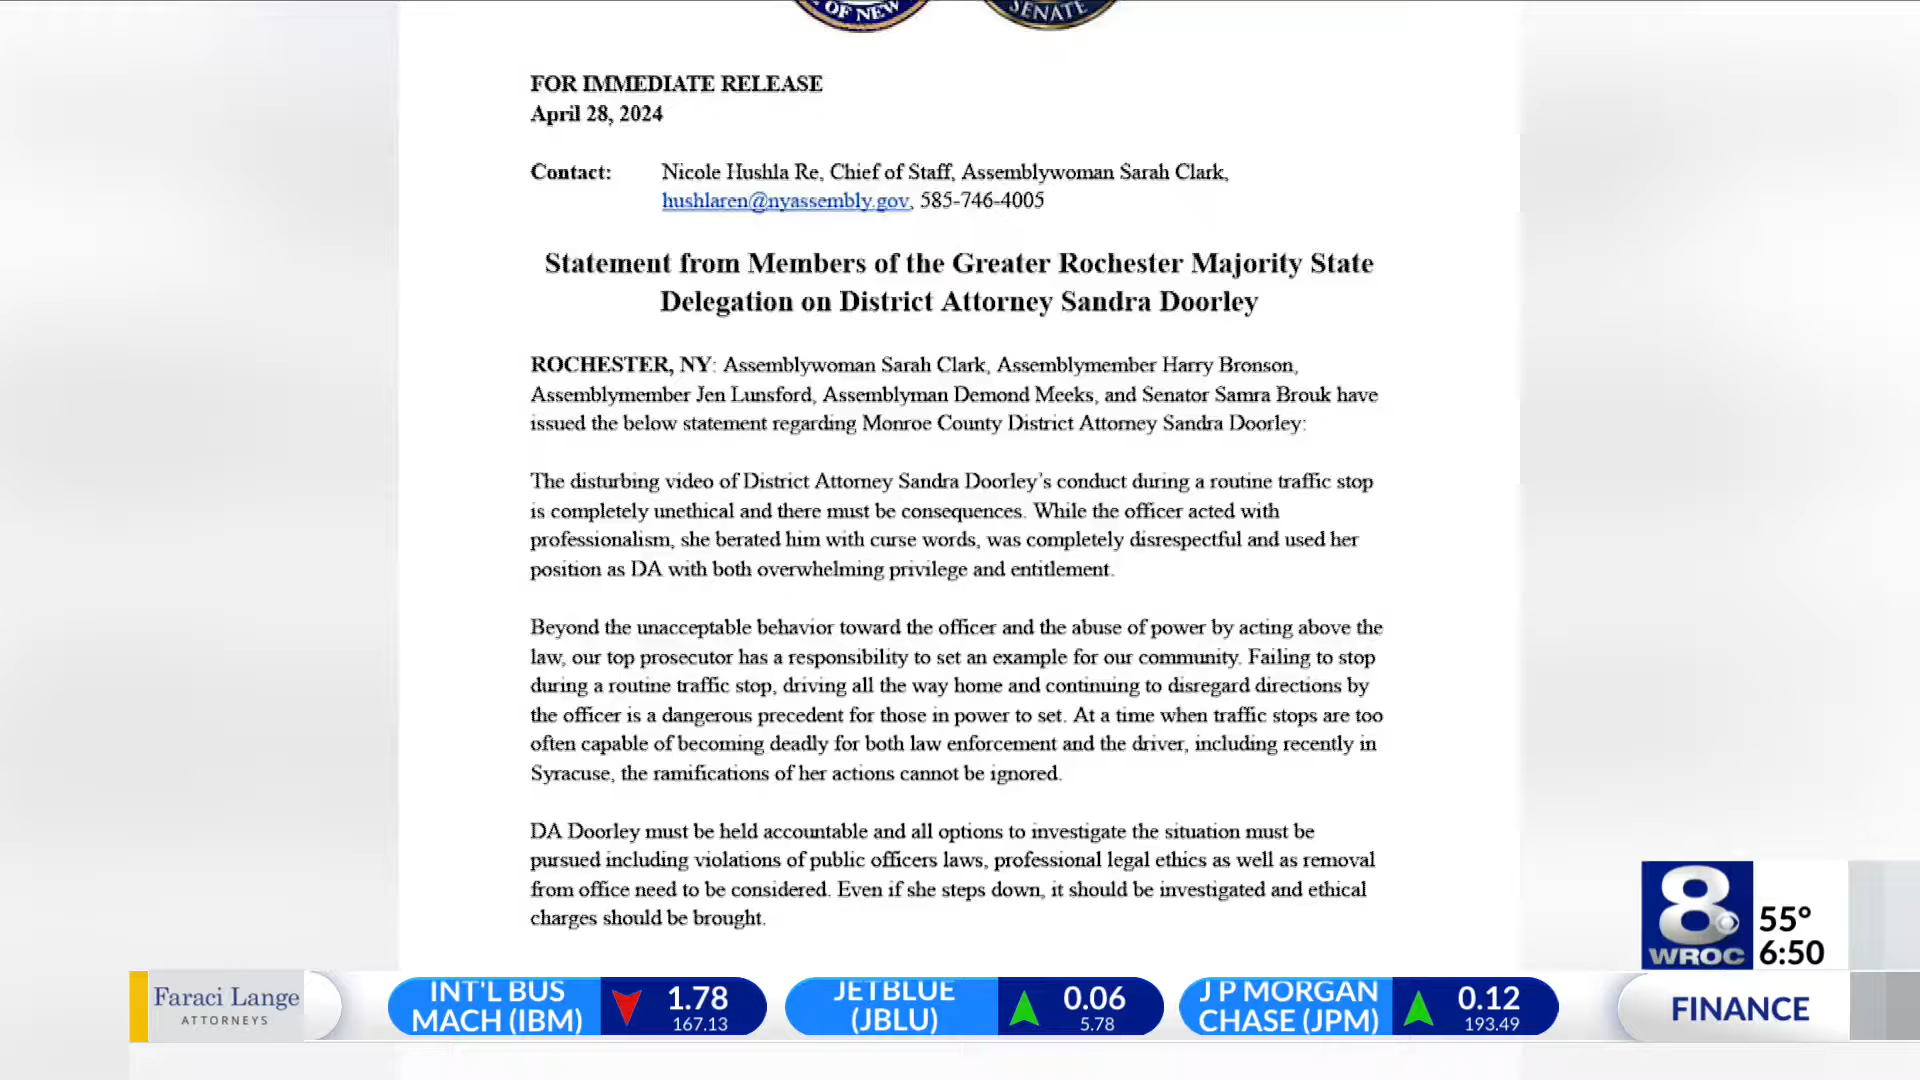 OF NEW
SENATE
FOR IMMEDIATE RELEASE
April 28, 2024
Contact: Nicole Hushla Re, Chief of Staff, Assemblywoman Sarah Clark,
hushlaren@nyassembly.gov, 585-746-4005
Statement from Members of the Greater Rochester Majority State
Delegation on District Attorney Sandra Doorley
ROCHESTER, NY: Assemblywoman Sarah Clark, Assemblymember Harry Bronson,
Assemblymember Jen Lunsford, Assemblyman Demond Meeks, and Senator Samra Brouk have
issued the below statement regarding Monroe County District Attorney Sandra Doorley:
The disturbing video of District Attorney Sandra Doorley's conduct during a routine traffic stop
is completely unethical and there must be consequences. While the officer acted with
professionalism, she berated him with curse words, was completely disrespectful and used her
position as DA with both overwhelming privilege and entitlement.
Beyond the unacceptable behavior toward the officer and the abuse of power by acting above the
law, our top prosecutor has a responsibility to set an example for our community. Failing to stop
during a routine traffic stop, driving all the way home and continuing to disregard directions by
the officer is a dangerous precedent for those in power to set. At a time when traffic stops are too
often capable of becoming deadly for both law enforcement and the driver, including recently in
Syracuse, the ramifications of her actions cannot be ignored.
DA Doorley must be held accountable and all options to investigate the situation must be
pursued including violations of public officers laws, professional legal ethics as well as removal
from office need to be considered. Even if she steps down, it should be investigated and ethical
charges should be brought.
8
WROC
55°
6:50
Faraci Lange
ATTORNEYS
INT'L BUS
MACH (IBM)
1.78
167.13
JETBLUE
(JBLU)
0.06
5.78
J P MORGAN
CHASE (JPM)
0.12
193.49
FINANCE